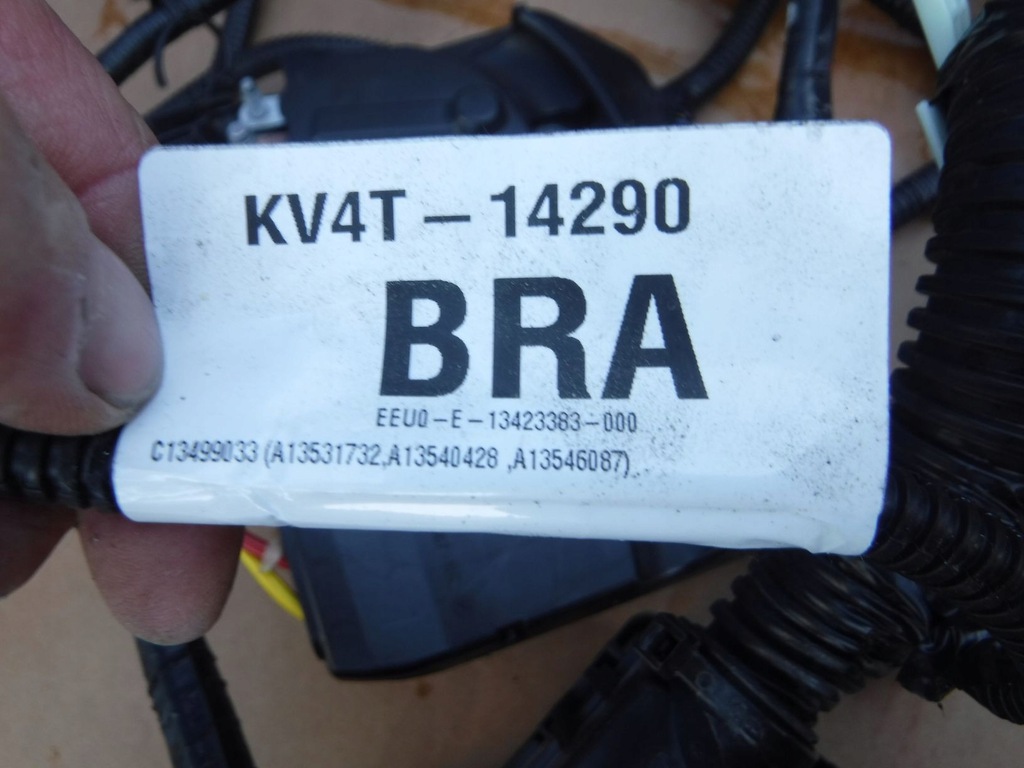 KV4T – 14290
BRA
EEU0-E-13423383-000
C13499033 (A13531732,A13540428 ,A13546087)